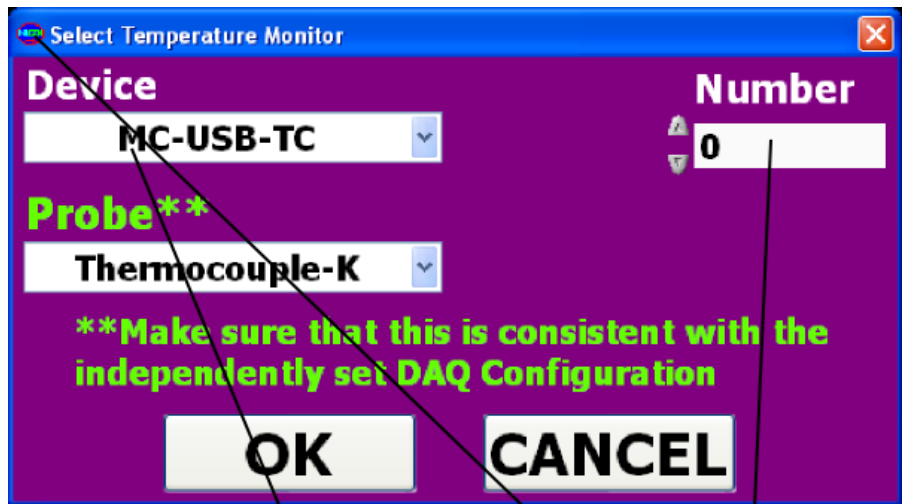 Select Temperature Monitor
Device
Number
MC-USB-TC
0
Probe**
Thermocouple-K
**Make sure that this is consistent with the
independently set DAQ Configuration
OK
CANCEL